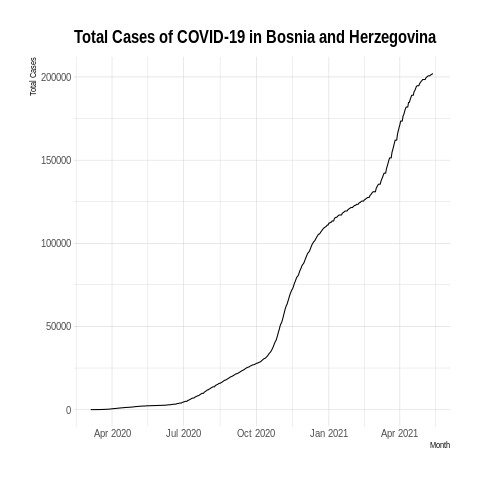 Total Cases of COVID-19 in Bosnia and Herzegovina
Total Cases
200000
150000
100000
50000
0
Apr 2020 Jul 2020 Oct 2020 Jan 2021 Apr 2021
Month